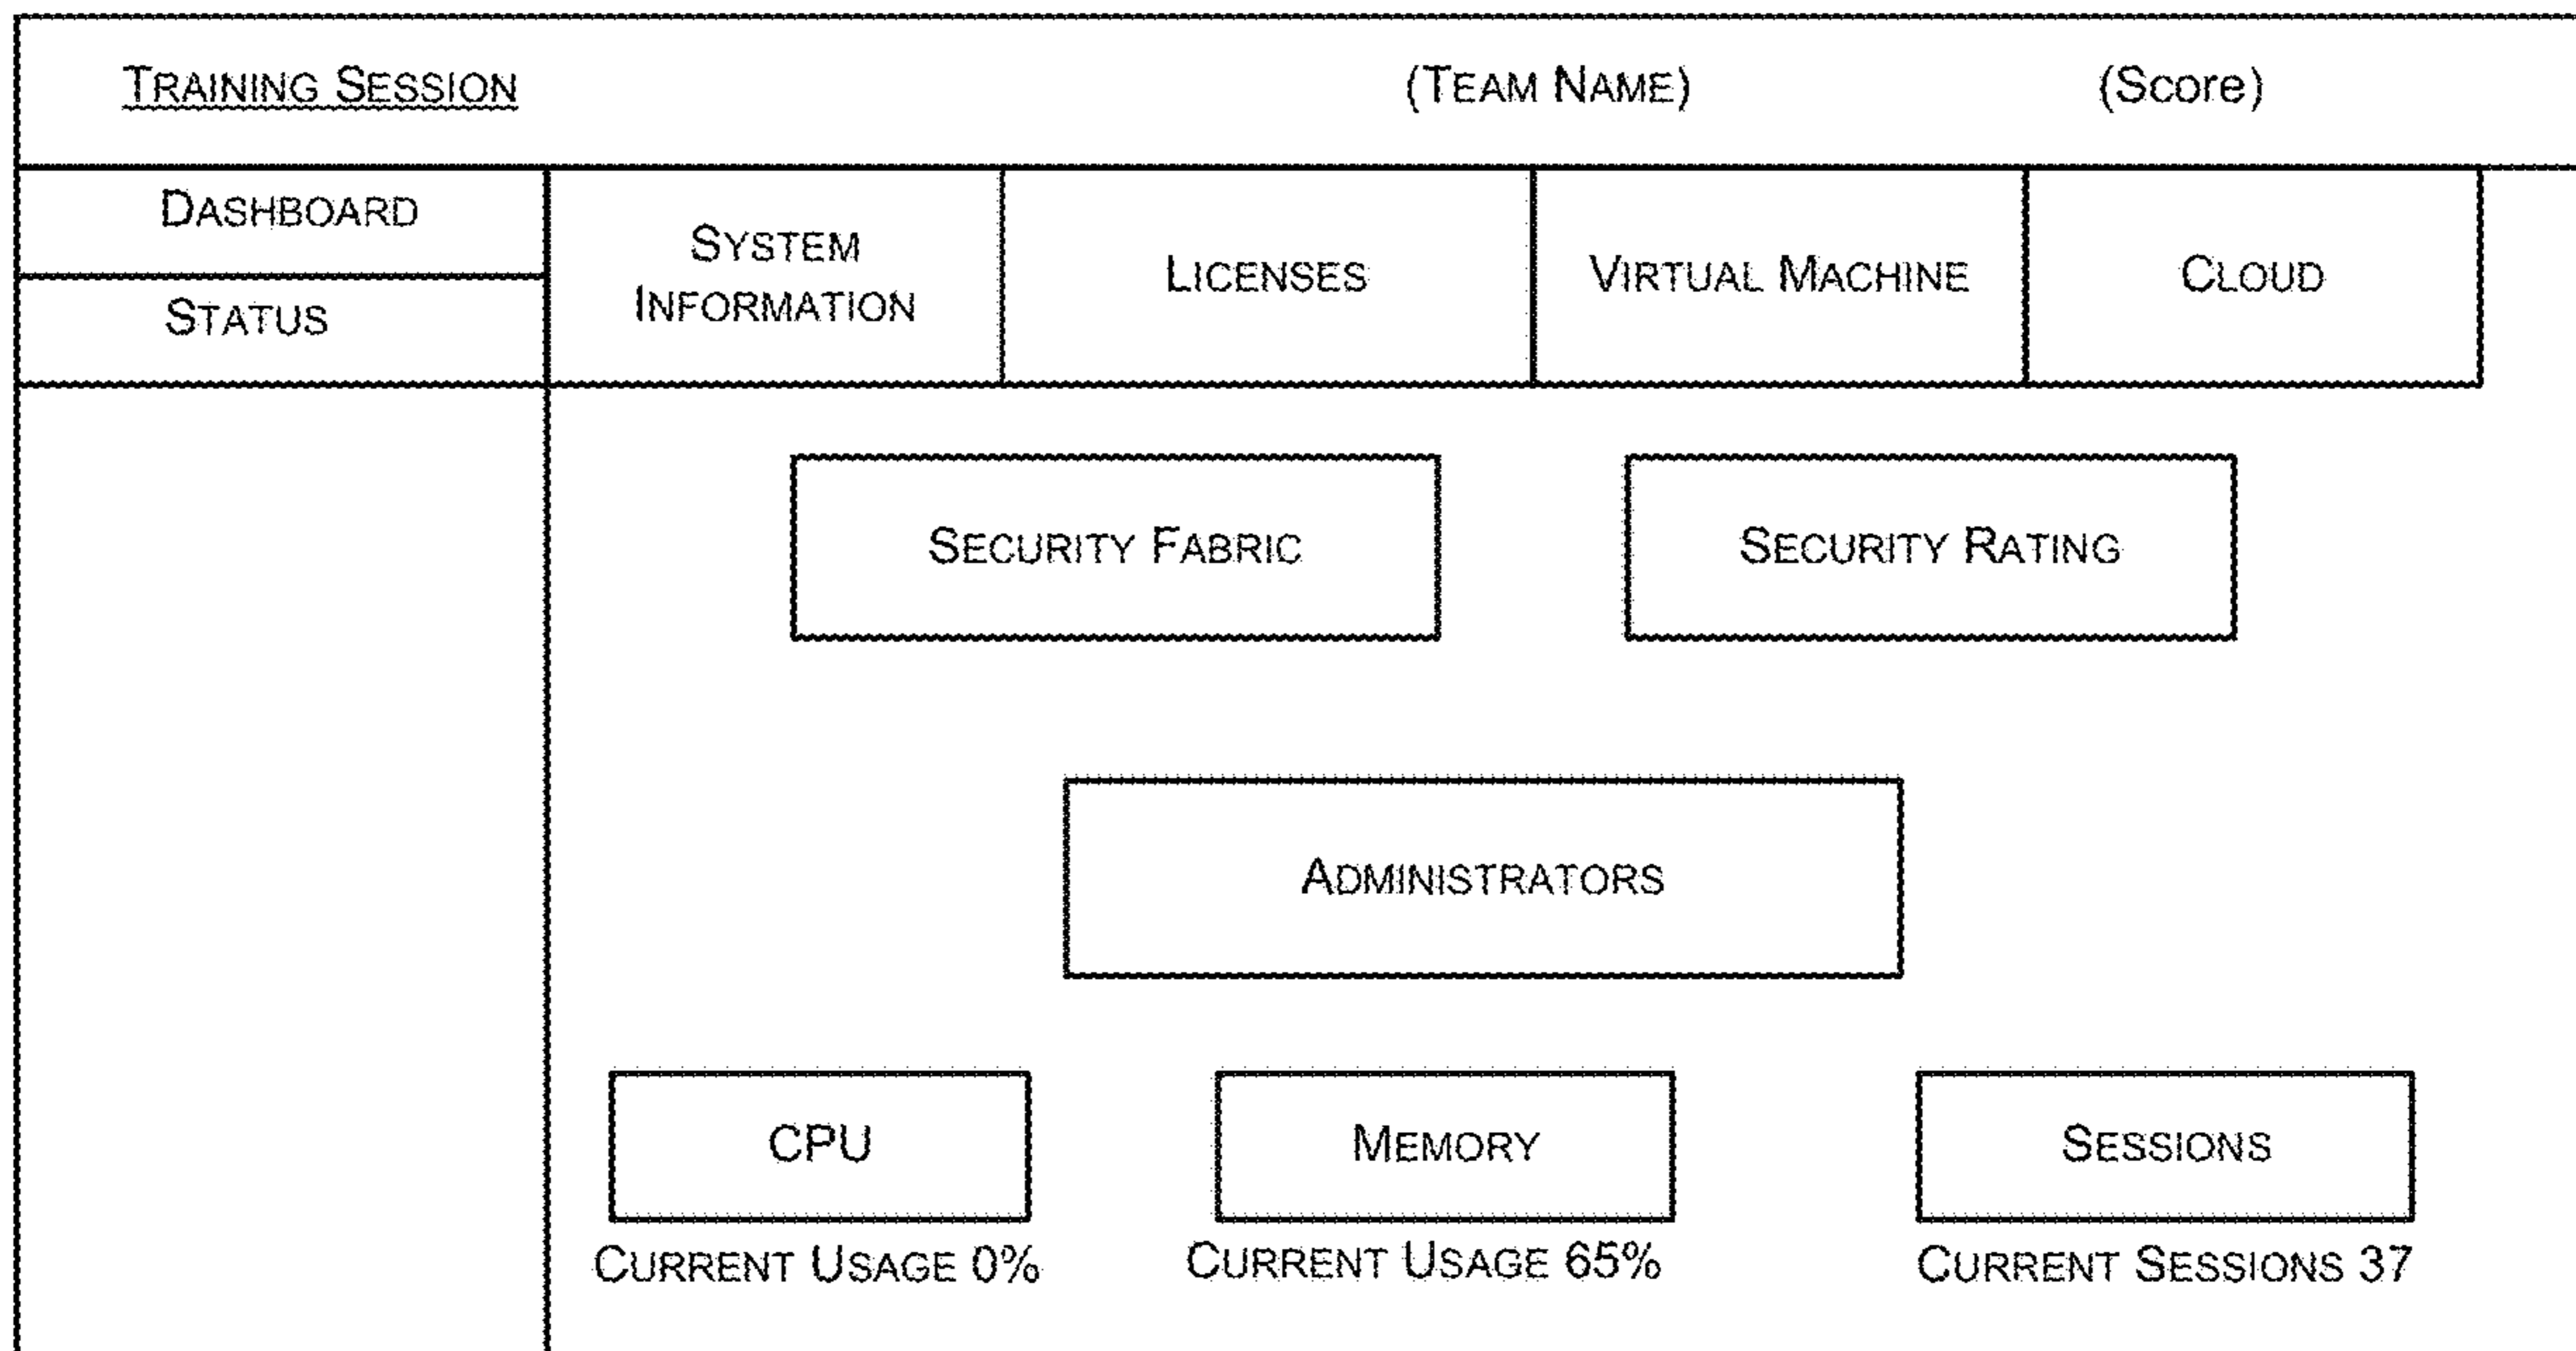 TRAINING SESSION (TEAM NAME) (Score)
DASHBOARD
STATUS
SYSTEM
INFORMATION
LICENSES
VIRTUAL MACHINE
CLOUD
SECURITY FABRIC
SECURITY RATING
ADMINISTRATORS
CPU
MEMORY
SESSIONS
CURRENT USAGE 0%
CURRENT USAGE 65%
CURRENT SESSIONS 37